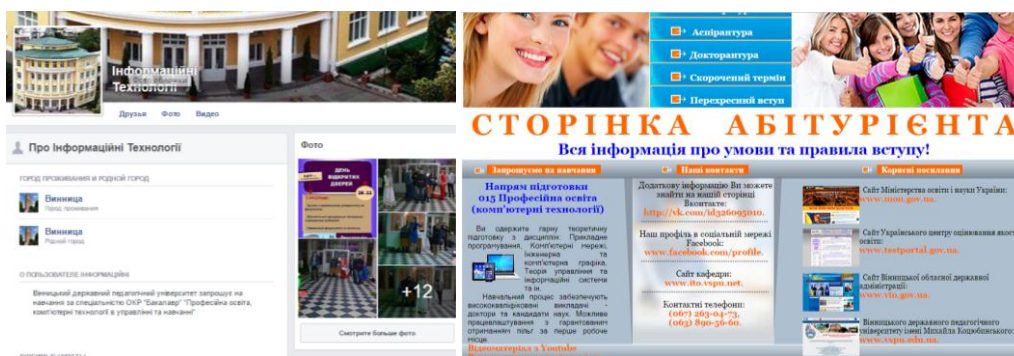 Інформаційні
Технології
Друзья Фото Видео
Про Інформаційні Технології
ГОРОД ПРОЖИВАНИЯ И РОДНОЙ ГОРОД
Винница
Город проживания
Винница
Родной город
О ПОЛЬЗОВАТЕЛЕ ІНФОРМАЦІЙНІ
Вінницький державний педагогічний університет запрошує на
навчання за спеціальністю ОКР "Бакалавр" "Професійна освіта,
комп'ютерні технології в управлінні та навчанні"
Фото
ДЕНЬ
ВІДКРИТИХ
ДВЕРЕЙ
+12
Смотрите больше фото
Аспірантура
Докторантура
Скорочений термін
Перехресний вступ
СТОРІНКА АБІТУРІЄНТА
Вся інформація про умови та правила вступу!
Запрошуємо на навчання
Напрям підготовки
015 Професійна освіта
(комп'ютерні технології)
Ви одержите гарну теоретичну
підготовку з дисциплін: Прикладне
програмування, Комп'ютерні мережі,
Інженерна та
комп'ютерна графіка,
Теорія управління та
інформаційні системи
та ін.
Навчальний процес забезпечують
висококваліфіковані викладачі -
доктори та кандидати наук. Можливе
працевлаштування з гарантованим
отриманням пільг за перше робоче
місце.
Відеоматеріал з Youtube
Наші контакти
Додаткову інформацію Ви можете
знайти на нашій сторінці
Вконтакте:
http://vk.com/id326095010.
Наш профіль в соціальній мережі
Facebook:
www.facebook.com/profile.
Сайт кафедри:
www.ito.vspu.net.
Контактні телефони:
(067) 263-04-73,
(063) 890-56-60.
Корисні посилання
Сайт Міністерства освіти і науки України:
www.mon.gov.ua.
Сайт Українського центру оцінювання якос
освіти:
www.testportal.gov.ua.
Сайт Вінницької обласної державної
адміністрації:
www.vin.gov.ua.
Вінницького державного педагогічного
університету імені Михайла Коцюбинського:
www.vspu.edu.ua.